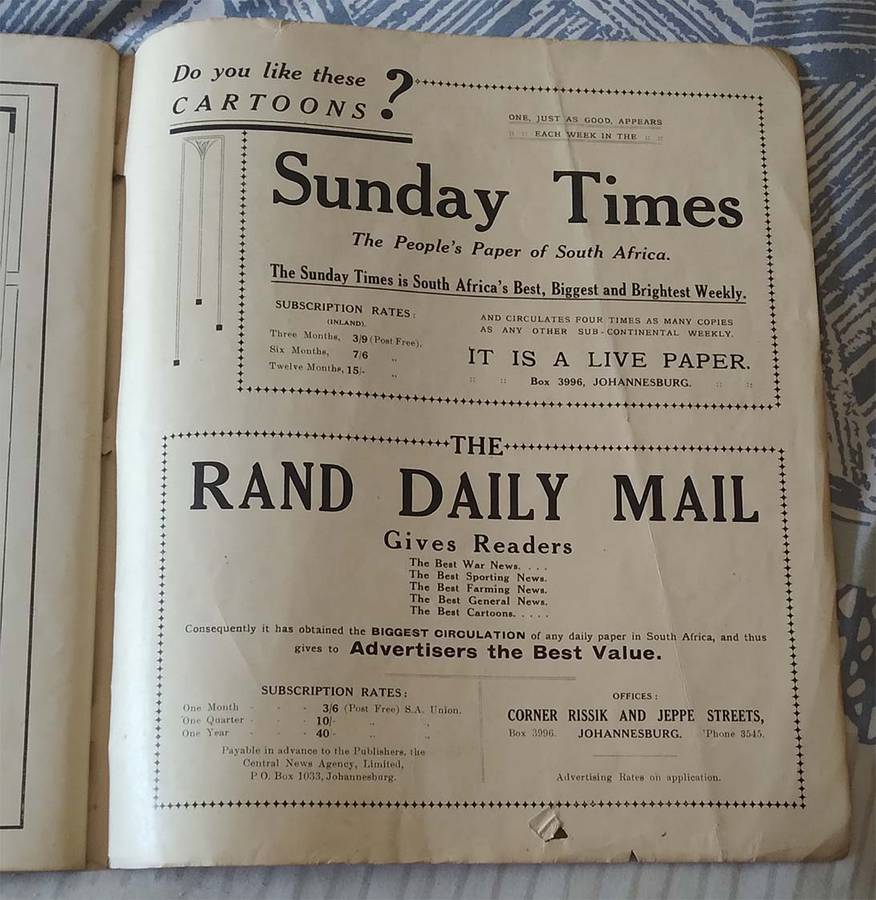 Do you like these
CARTOONS?
ONE, JUST AS GOOD, APPEARS
:: :: EACH WEEK IN THE :: ::
Sunday Times
The People's Paper of South Africa.
The Sunday Times is South Africa's Best, Biggest and Brightest Weekly.
SUBSCRIPTION RATES:
(INLAND).
Three Months, 3/9 (Post Free),
Six Months, 7/6 ,,
Twelve Months, 15/- ,,
AND CIRCULATES FOUR TIMES AS MANY COPIES
AS ANY OTHER SUB-CONTINENTAL WEEKLY.
IT IS A LIVE PAPER.
:: :: Box 3996, JOHANNESBURG. :: ::
THE
RAND DAILY MAIL
Gives Readers
The Best War News. . . .
The Best Sporting News.
The Best Farming News.
The Best General News.
The Best Cartoons. . . . .
Consequently it has obtained the BIGGEST CIRCULATION of any daily paper in South Africa, and thus
gives to Advertisers the Best Value.
SUBSCRIPTION RATES:
One Month - - - 3/6 (Post Free) S.A. Union.
One Quarter - - - 10/- ,, ,,
One Year - - - 40/- ,, ,,
Payable in advance to the Publishers, the
Central News Agency, Limited,
P.O. Box 1033, Johannesburg.
OFFICES:
CORNER RISSIK AND JEPPE STREETS,
Box 3996. JOHANNESBURG. 'Phone 3545.
Advertising Rates on application.